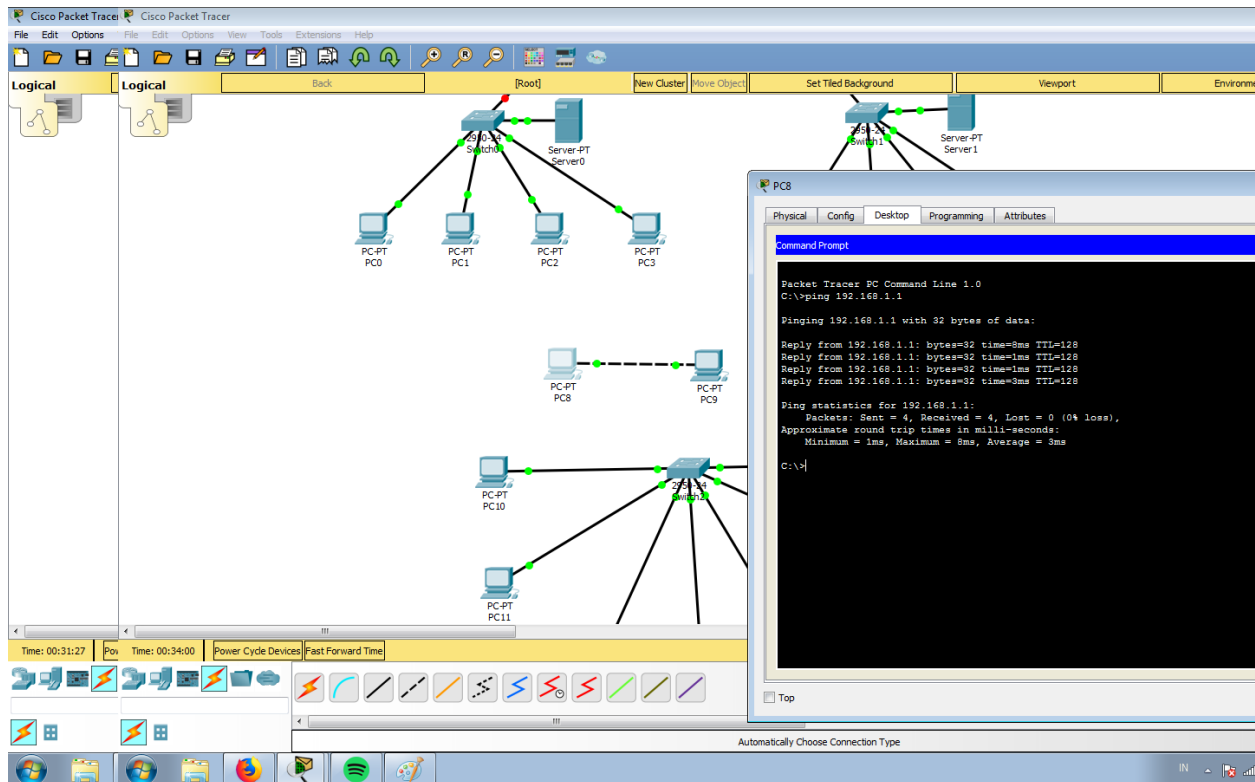 Cisco Packet Tracer
Cisco Packet Tracer
File Edit Options
File Edit Options View Tools Extensions Help
Logical
Logical
Back
[Root]
New Cluster
Move Object
Set Tiled Background
Viewport
2950-24
Switch0
Server-PT
Server0
2950-24
Switch1
Server-PT
Server1
PC-PT
PC0
PC-PT
PC1
PC-PT
PC2
PC-PT
PC3
PC-PT
PC8
PC-PT
PC9
PC-PT
PC10
2950-24
Switch2
PC-PT
PC11
PC8
Physical Config Desktop Programming Attributes
Command Prompt
Packet Tracer PC Command Line 1.0
C:\>ping 192.168.1.1
Pinging 192.168.1.1 with 32 bytes of data:
Reply from 192.168.1.1: bytes=32 time=8ms TTL=128
Reply from 192.168.1.1: bytes=32 time=1ms TTL=128
Reply from 192.168.1.1: bytes=32 time=1ms TTL=128
Reply from 192.168.1.1: bytes=32 time=3ms TTL=128
Ping statistics for 192.168.1.1:
Packets: Sent = 4, Received = 4, Lost = 0 (0% loss),
Approximate round trip times in milli-seconds:
Minimum = 1ms, Maximum = 8ms, Average = 3ms
C:\>
Top
Time: 00:31:27
Time: 00:34:00
Power Cycle Devices
Fast Forward Time
Automatically Choose Connection Type
IN